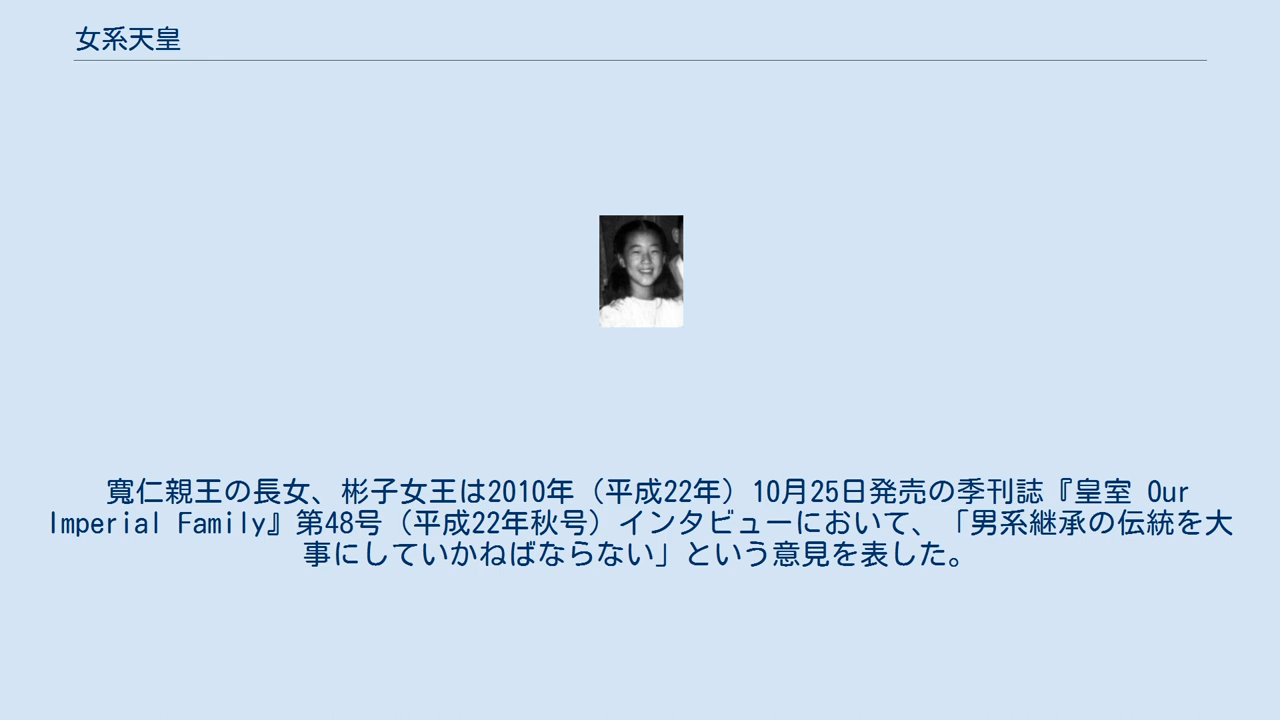 女系天皇
寬仁親王の長女、彬子女王は2010年（平成22年）10月25日発売の季刊誌『皇室 Our
Imperial Family』第48号（平成22年秋号）インタビューにおいて、「男系継承の伝統を大
事にしていかねばならない」という意見を表した。